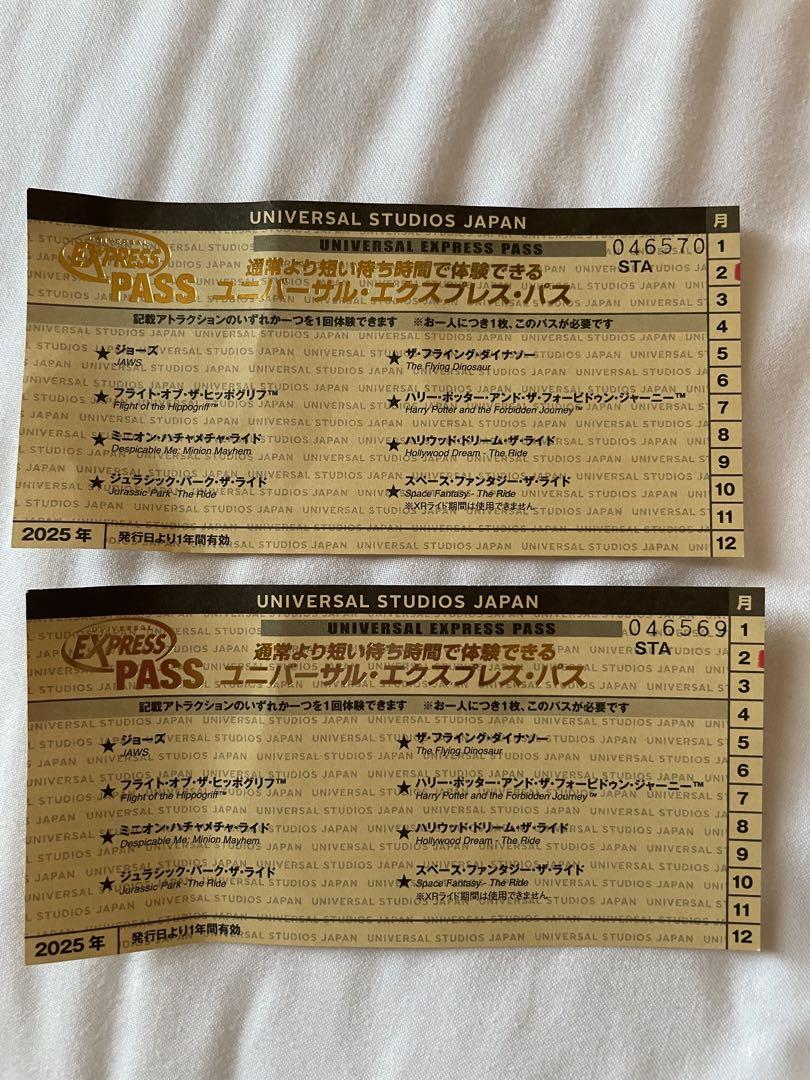 UNIVERSAL STUDIOS JAPAN
月
UNIVERSAL EXPRESS PASS
046570
STA
UNIVERSAL
EXPRESS
PASS
通常より短い待ち時間で体験できる
ユニバーサル・エクスプレス・パス
記載アトラクションのいずれか一つを1回体験できます ※お一人につき1枚、このパスが必要です
★ジョーズ
JAWS
★ザ・フライング・ダイナソー
The Flying Dinosaur
★フライト・オブ・ザ・ヒッポグリフ™
Flight of the Hippogriff™
★ハリー・ポッター・アンド・ザ・フォービドゥン・ジャーニー™
Harry Potter and the Forbidden Journey™
★ミニオン・ハチャメチャ・ライド
Despicable Me: Minion Mayhem
★ハリウッド・ドリーム・ザ・ライド
Hollywood Dream - The Ride
★ジュラシック・パーク・ザ・ライド
Jurassic Park -The Ride
★スペース・ファンタジー・ザ・ライド
Space Fantasy - The Ride
※XRライド期間は使用できません
2025年
発行日より1年間有効
1
2
3
4
5
6
7
8
9
10
11
12
UNIVERSAL STUDIOS JAPAN
月
UNIVERSAL EXPRESS PASS
046569
STA
UNIVERSAL
EXPRESS
PASS
通常より短い待ち時間で体験できる
ユニバーサル・エクスプレス・パス
記載アトラクションのいずれか一つを1回体験できます ※お一人につき1枚、このパスが必要です
★ジョーズ
JAWS
★ザ・フライング・ダイナソー
The Flying Dinosaur
★フライト・オブ・ザ・ヒッポグリフ™
Flight of the Hippogriff™
★ハリー・ポッター・アンド・ザ・フォービドゥン・ジャーニー™
Harry Potter and the Forbidden Journey™
★ミニオン・ハチャメチャ・ライド
Despicable Me: Minion Mayhem
★ハリウッド・ドリーム・ザ・ライド
Hollywood Dream - The Ride
★ジュラシック・パーク・ザ・ライド
Jurassic Park -The Ride
★スペース・ファンタジー・ザ・ライド
Space Fantasy - The Ride
※XRライド期間は使用できません
2025年
発行日より1年間有効
1
2
3
4
5
6
7
8
9
10
11
12